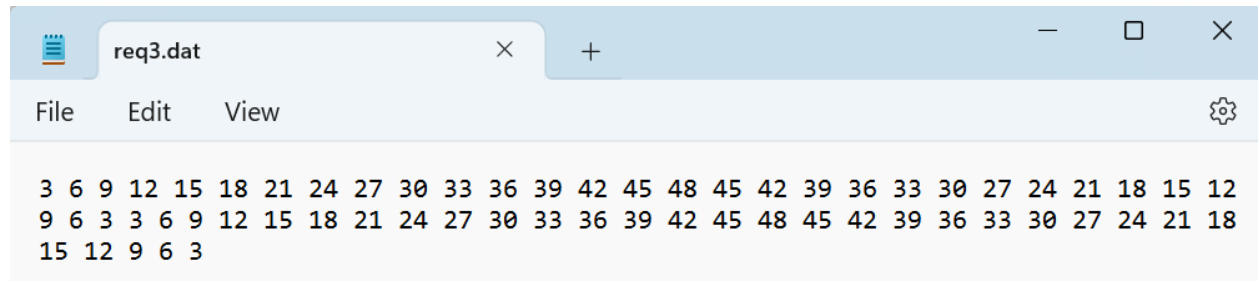 req3.dat
File Edit View
3 6 9 12 15 18 21 24 27 30 33 36 39 42 45 48 45 42 39 36 33 30 27 24 21 18 15 12
9 6 3 3 6 9 12 15 18 21 24 27 30 33 36 39 42 45 48 45 42 39 36 33 30 27 24 21 18
15 12 9 6 3